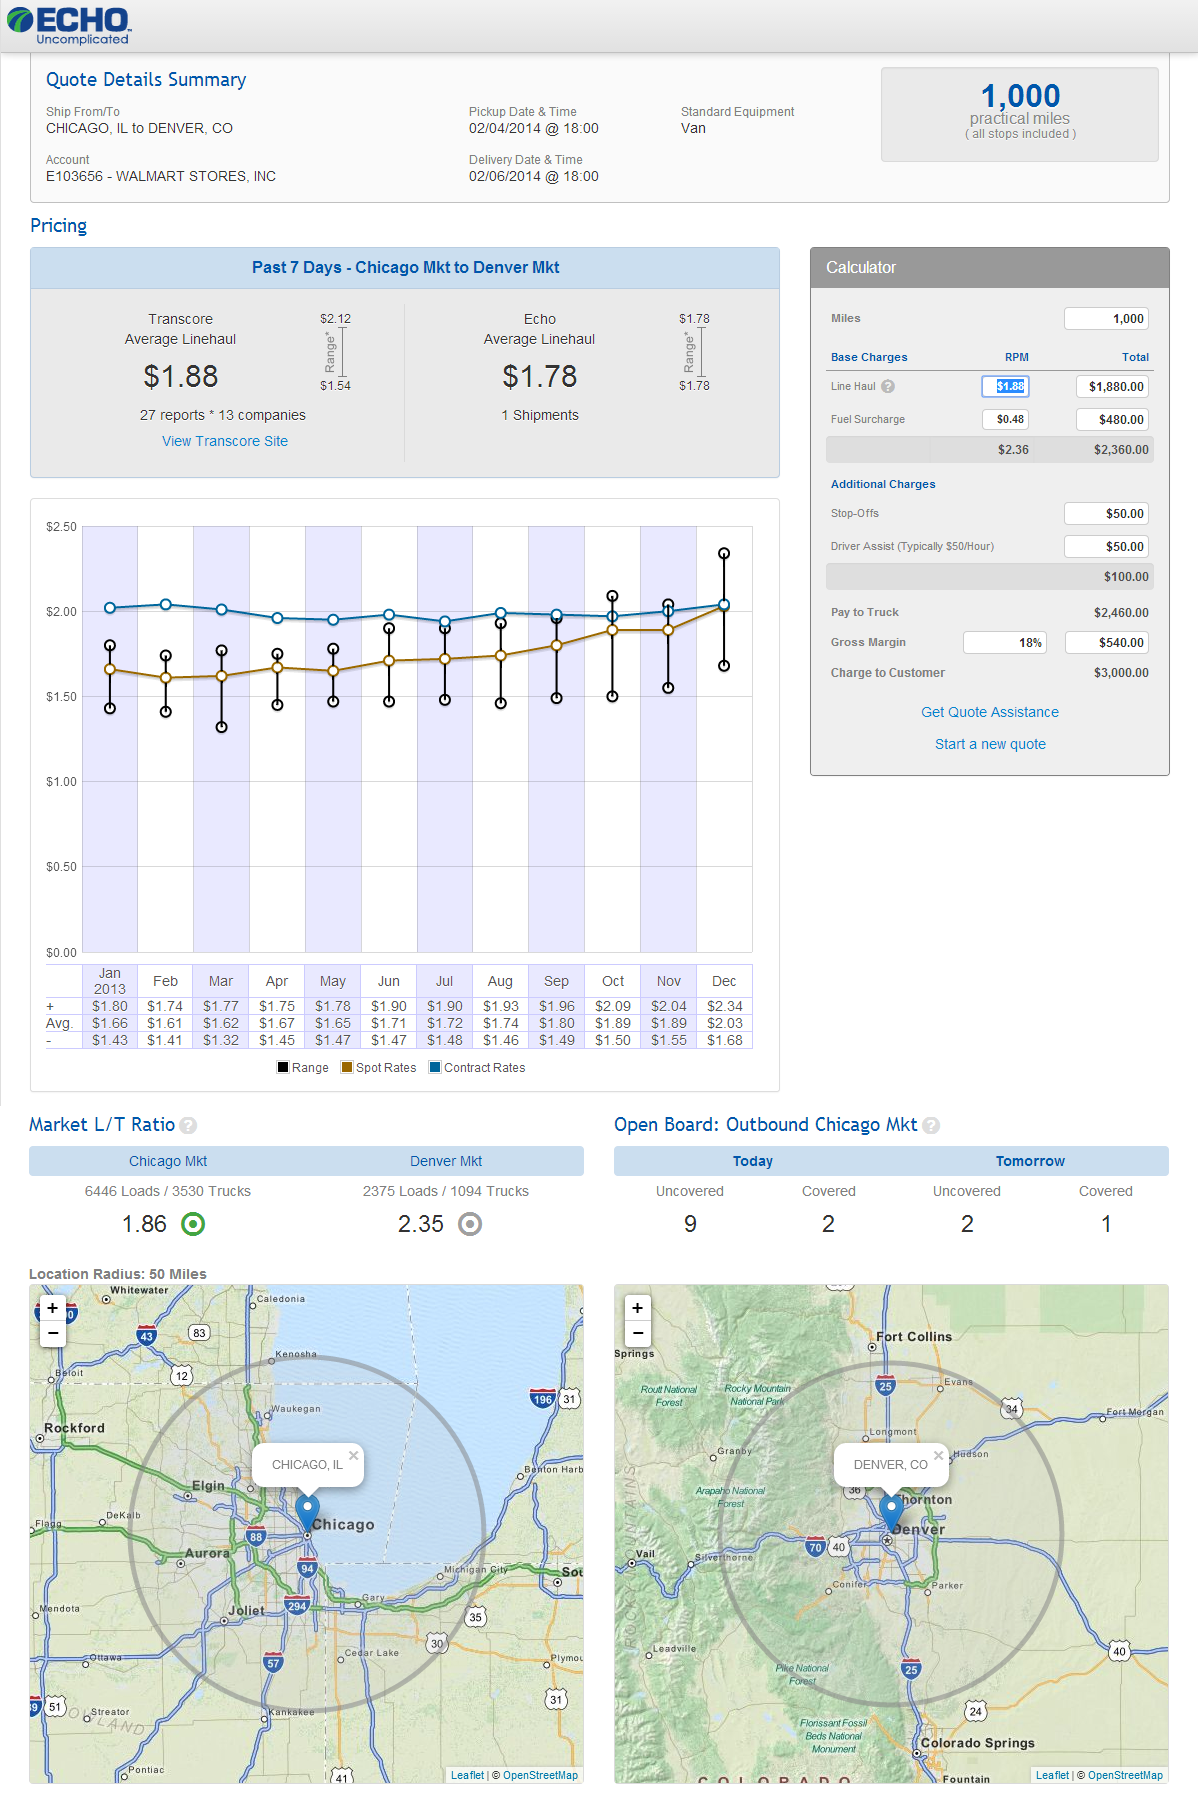 ECHO
Uncomplicated
Quote Details Summary
Ship From/To
CHICAGO, IL to DENVER, CO
Pickup Date & Time
02/04/2014 @ 18:00
Standard Equipment
Van
1,000
practical miles
( all stops included )
Account
E103656 - WALMART STORES, INC
Delivery Date & Time
02/06/2014 @ 18:00
Pricing
Past 7 Days - Chicago Mkt to Denver Mkt
Transcore
Average Linehaul
$1.88
27 reports * 13 companies
View Transcore Site
$2.12
Range*
$1.54
Echo
Average Linehaul
$1.78
1 Shipments
$1.78
Range*
$1.78
Calculator
Miles 1,000
Base Charges RPM Total
Line Haul ? $1.88 $1,880.00
Fuel Surcharge $0.48 $480.00
$2.36 $2,360.00
Additional Charges
Stop-Offs $50.00
Driver Assist (Typically $50/Hour) $50.00
$100.00
Pay to Truck $2,460.00
Gross Margin 18% $540.00
Charge to Customer $3,000.00
Get Quote Assistance
Start a new quote
$2.50
$2.00
$1.50
$1.00
$0.50
$0.00
Jan 2013 Feb Mar Apr May Jun Jul Aug Sep Oct Nov Dec
+ $1.80 $1.74 $1.77 $1.75 $1.78 $1.90 $1.90 $1.93 $1.96 $2.09 $2.04 $2.34
Avg. $1.66 $1.61 $1.62 $1.67 $1.65 $1.71 $1.72 $1.74 $1.80 $1.89 $1.89 $2.03
- $1.43 $1.41 $1.32 $1.45 $1.47 $1.47 $1.48 $1.46 $1.49 $1.50 $1.55 $1.68
Range Spot Rates Contract Rates
Market L/T Ratio ?
Chicago Mkt Denver Mkt
6446 Loads / 3530 Trucks 2375 Loads / 1094 Trucks
1.86 2.35
Open Board: Outbound Chicago Mkt ?
Today Tomorrow
Uncovered Covered Uncovered Covered
9 2 2 1
Location Radius: 50 Miles
+
−
Whitewater
Caledonia
43
83
Kenosha
Beloit
12
196
31
Waukegan
Rockford
CHICAGO, IL
×
Benton Harb
Elgin
DeKalb
Flagg
Chicago
88
Aurora
94
Michigan City
Sou
Gary
294
Mendota
Joliet
35
30
Cedar Lake
Ottawa
57
Plymou
31
51
Streator
Kankakee
Pontiac
41
Leaflet | © OpenStreetMap
+
−
Fort Collins
Springs
25
Evans
Routt National
Forest
Rocky Mountain
National Park
34
Fort Morgan
Longmont
Granby
DENVER, CO
×
Hudson
Arapaho National
Forest
36
Thornton
Denver
70
40
Vail
Silverthorne
Conifer
Parker
Leadville
40
25
Pike National
Forest
24
Florissant Fossil
Beds National
Monument
Colorado Springs
COLORADO
Fountain
Leaflet | © OpenStreetMap